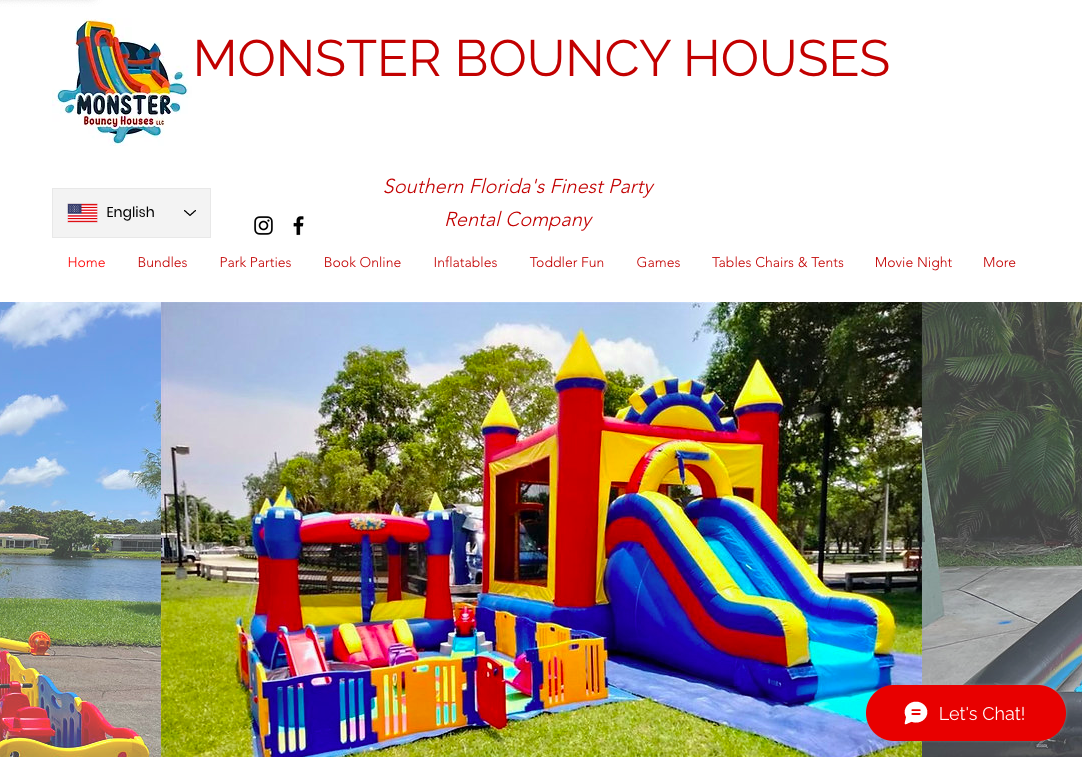 MONSTER
Bouncy Houses LLC
MONSTER BOUNCY HOUSES
Southern Florida's Finest Party
Rental Company
English
Home Bundles Park Parties Book Online Inflatables Toddler Fun Games Tables Chairs & Tents Movie Night More
Let's Chat!